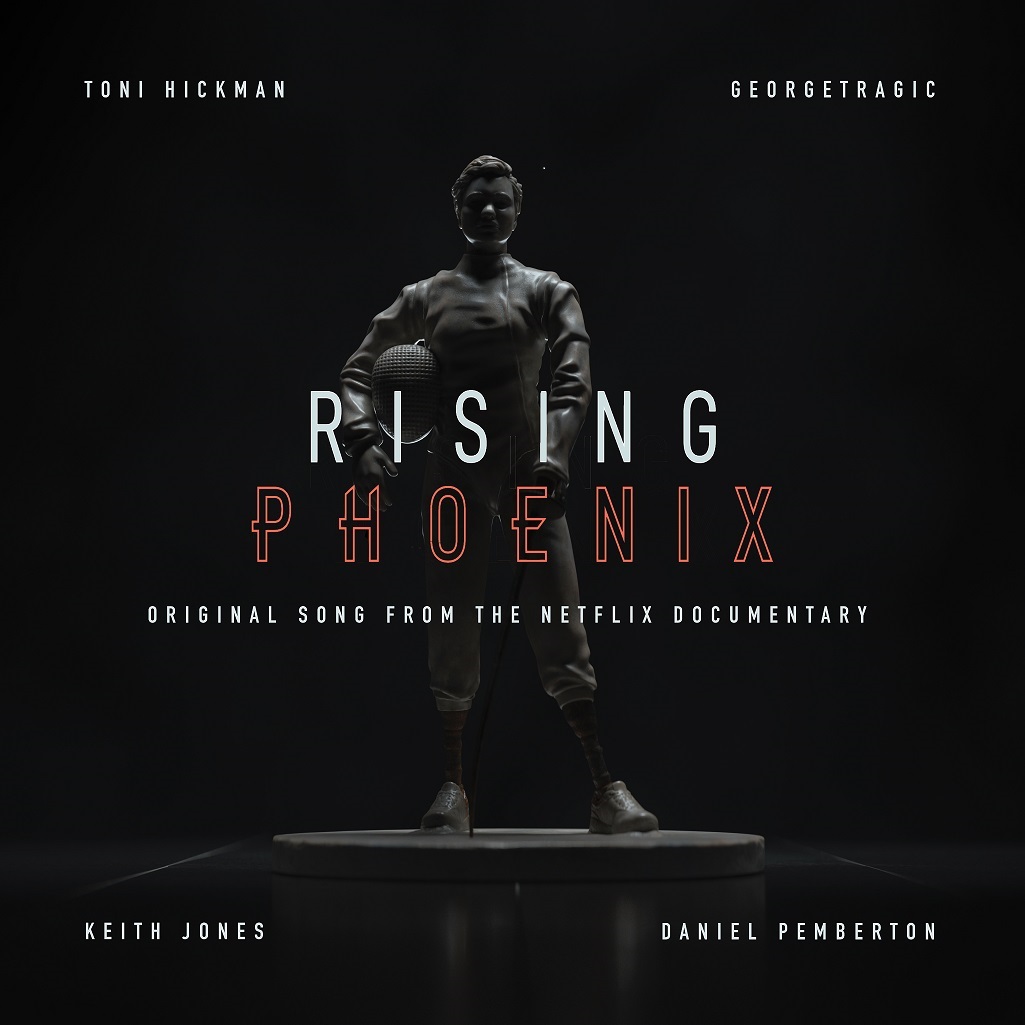 TONI HICKMAN
GEORGETRAGIC
RISING
PHOENIX
ORIGINAL SONG FROM THE NETFLIX DOCUMENTARY
KEITH JONES
DANIEL PEMBERTON